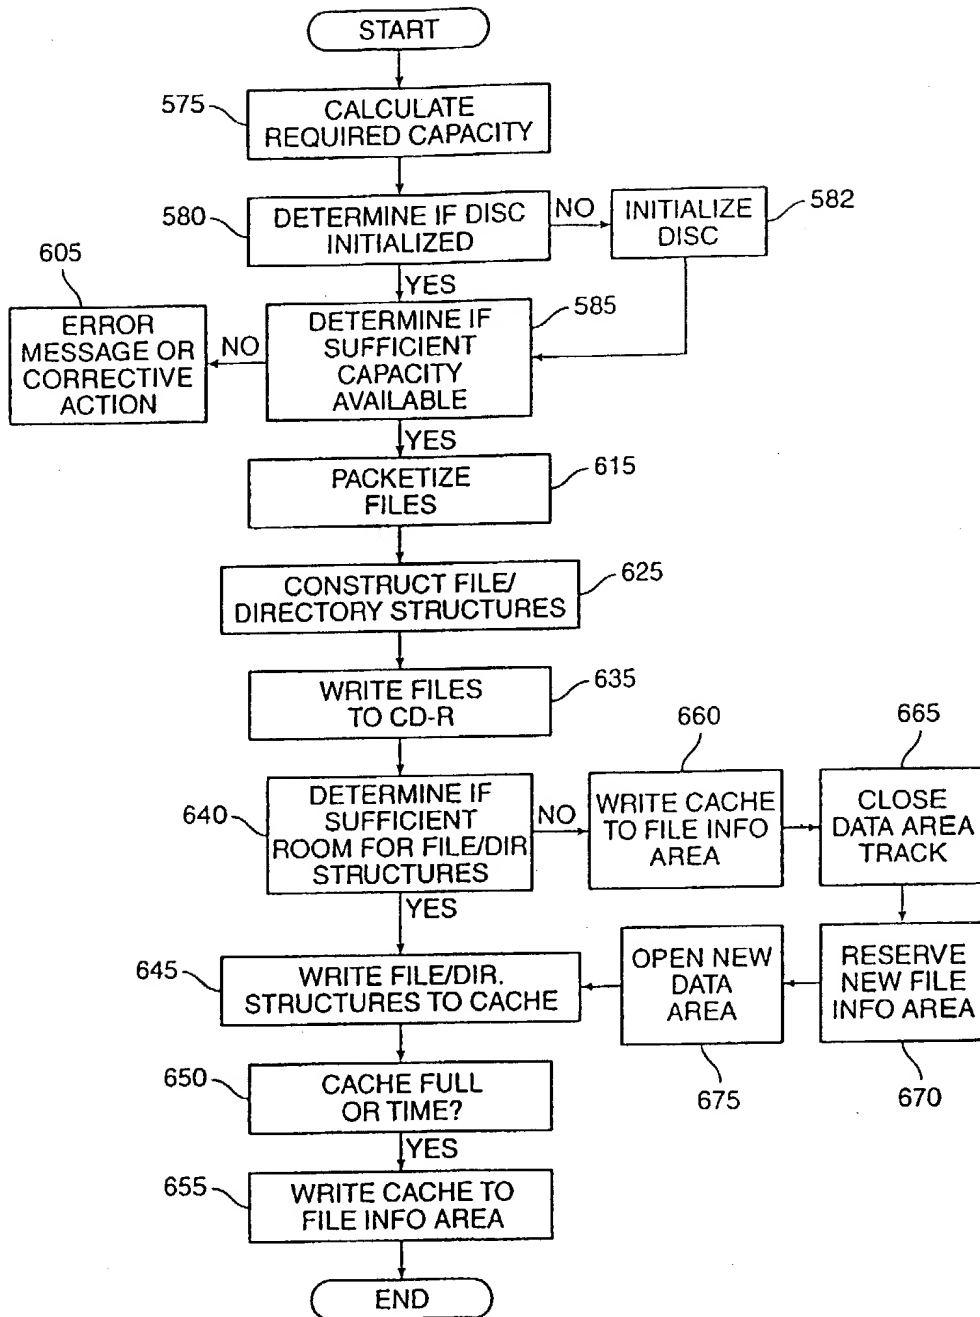 START
575
CALCULATE
REQUIRED CAPACITY
580
DETERMINE IF DISC
INITIALIZED
NO
INITIALIZE
DISC
582
YES
605
ERROR
MESSAGE OR
CORRECTIVE
ACTION
NO
DETERMINE IF
SUFFICIENT
CAPACITY
AVAILABLE
585
YES
PACKETIZE
FILES
615
CONSTRUCT FILE/
DIRECTORY STRUCTURES
625
WRITE FILES
TO CD-R
635
640
DETERMINE IF
SUFFICIENT
ROOM FOR FILE/DIR
STRUCTURES
NO
660
WRITE CACHE
TO FILE INFO
AREA
665
CLOSE
DATA AREA
TRACK
YES
645
WRITE FILE/DIR.
STRUCTURES TO CACHE
OPEN NEW
DATA
AREA
675
RESERVE
NEW FILE
INFO AREA
670
650
CACHE FULL
OR TIME?
YES
655
WRITE CACHE TO
FILE INFO AREA
END